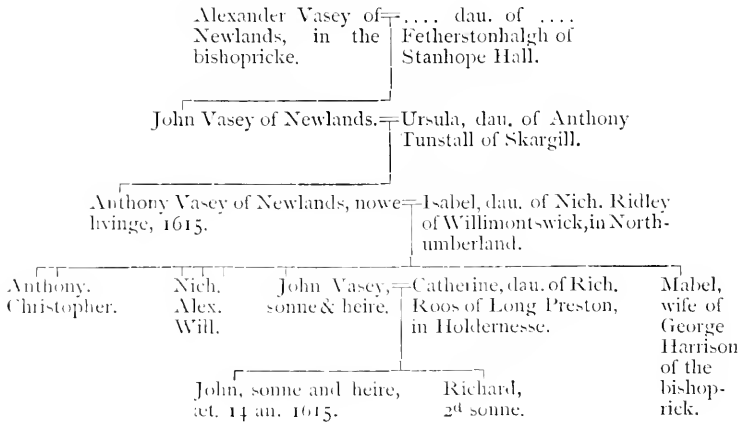 Alexander Vasey of
Newlands, in the
bishopricke.
.... dau. of ....
Fetherstonhalgh of
Stanhope Hall.
John Vasey of Newlands.
Ursula, dau. of Anthony
Tunstall of Skargill.
Anthony Vasey of Newlands, nowe
livinge, 1615.
Isabel, dau. of Nich. Ridley
of Willimontswick, in North-
umberland.
Anthony.
Christopher.
Nich.
Alex.
Will.
John Vasey,
sonne & heire.
Catherine, dau. of Rich.
Roos of Long Preston,
in Holdernesse.
Mabel,
wife of
George
Harrison
of the
bishop-
rick.
John, sonne and heire,
æt. 14 an. 1615.
Richard,
2d sonne.